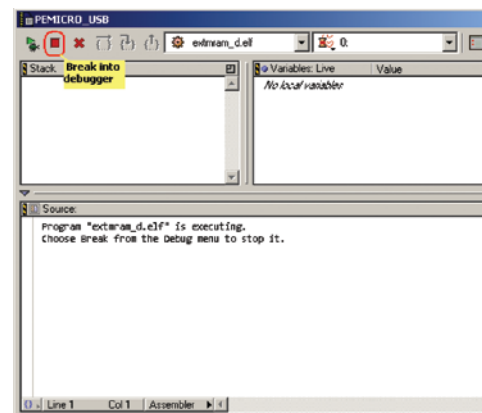 PEMICRO_USB
extmram_d.elf 0:
Stack: Break into debugger Variables: Live Value
No local variables
Source:
Program "extmram_d.elf" is executing.
Choose Break from the Debug menu to stop it.
Line 1 Col 1 Assembler